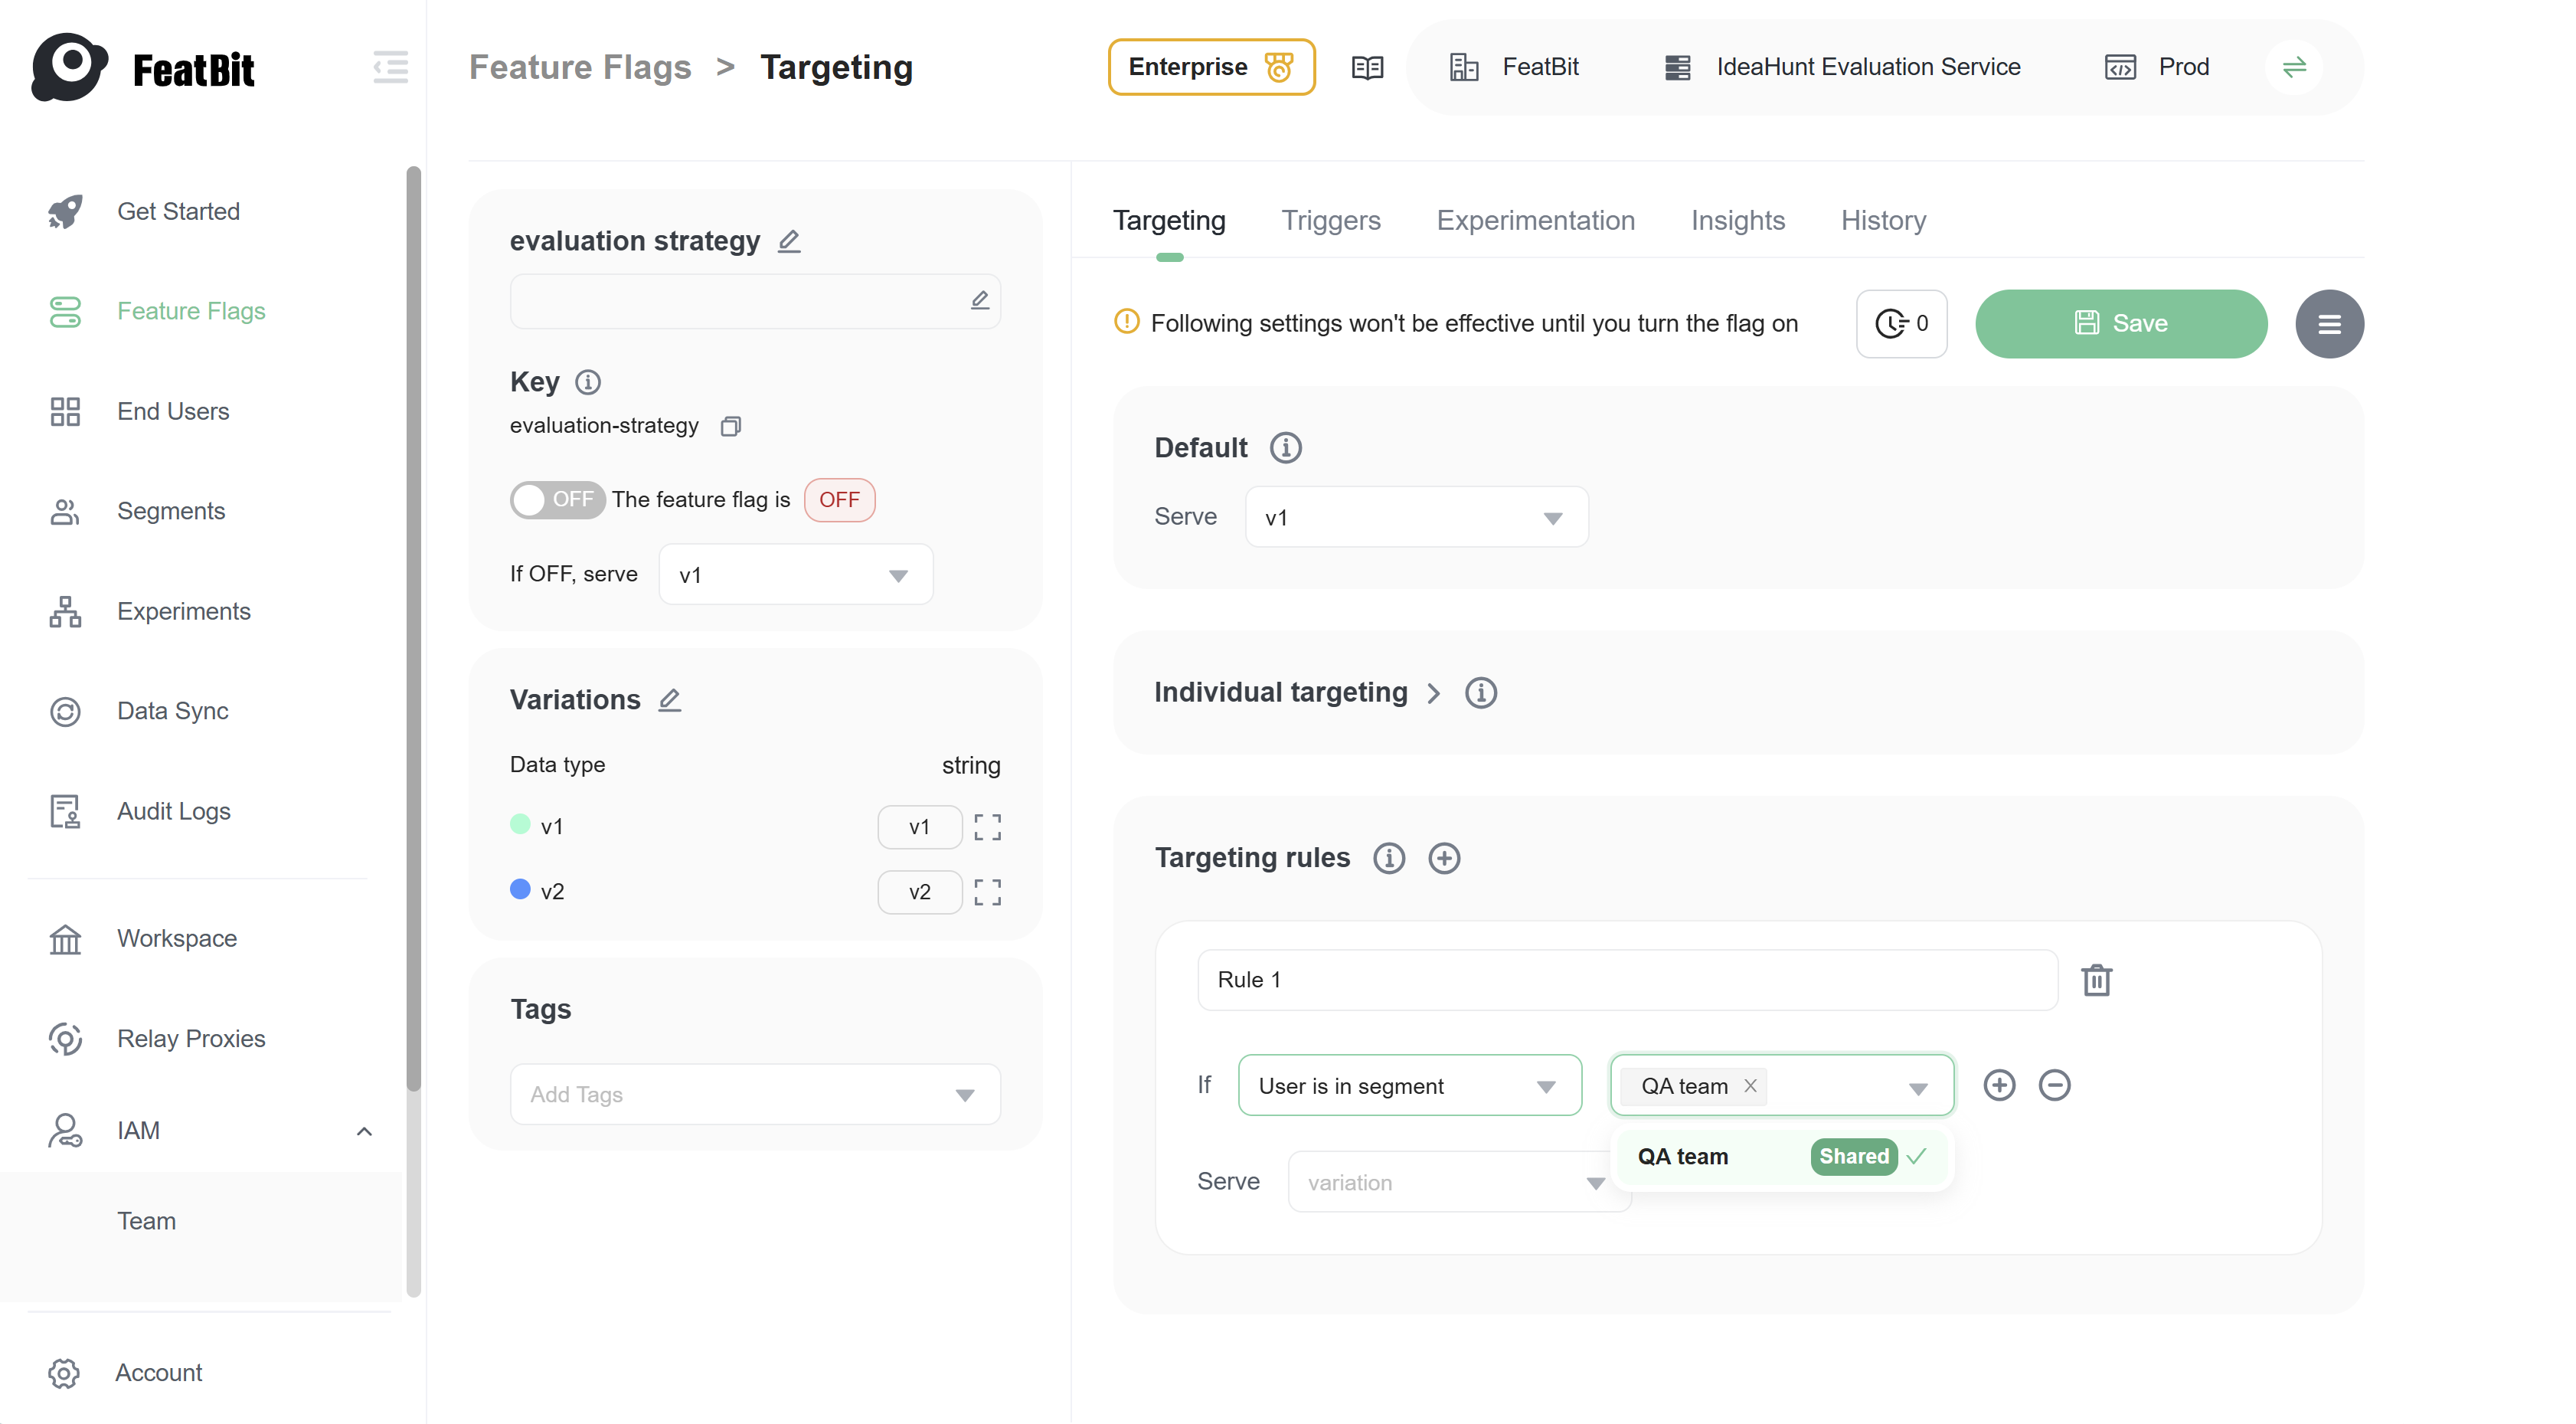 FeatBit
Feature Flags > Targeting
Enterprise
FeatBit
IdeaHunt Evaluation Service
Prod
Get Started
Feature Flags
End Users
Segments
Experiments
Data Sync
Audit Logs
Workspace
Relay Proxies
IAM
Team
Account
evaluation strategy
Key
evaluation-strategy
OFF The feature flag is OFF
If OFF, serve v1
Variations
Data type string
v1 v1
v2 v2
Tags
Add Tags
Targeting Triggers Experimentation Insights History
Following settings won't be effective until you turn the flag on
0
Save
Default
Serve v1
Individual targeting
Targeting rules
Rule 1
If User is in segment QA team
QA team Shared
Serve variation